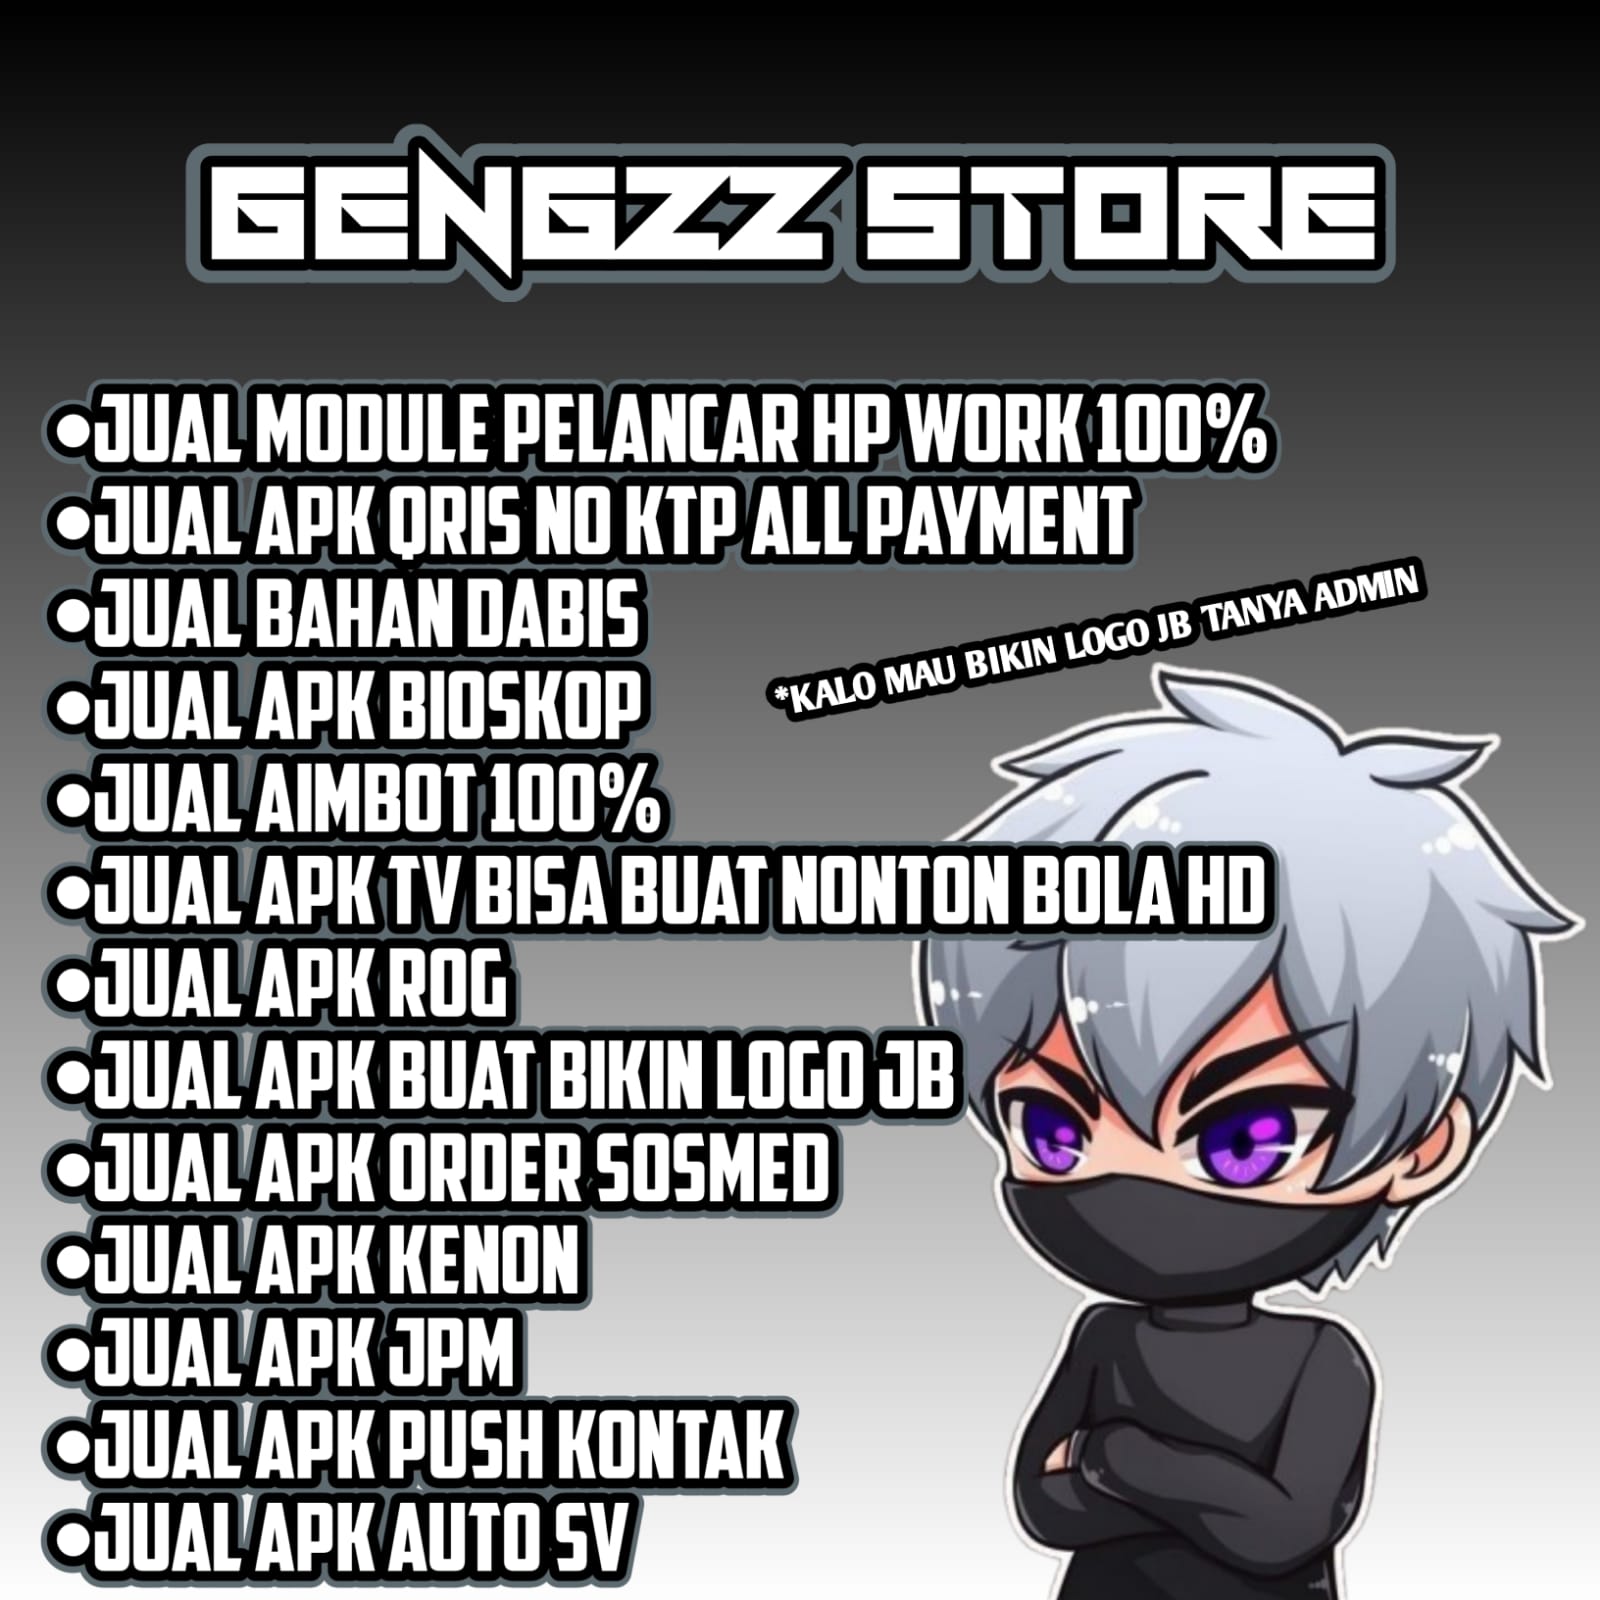 GENGZZ STORE
•JUAL MODULE PELANCAR HP WORK 100%
•JUAL APK QRIS NO KTP ALL PAYMENT
•JUAL BAHAN DABIS
*KALO MAU BIKIN LOGO JB TANYA ADMIN
•JUAL APK BIOSKOP
•JUAL AIMBOT 100%
•JUAL APK TV BISA BUAT NONTON BOLA HD
•JUAL APK ROG
•JUAL APK BUAT BIKIN LOGO JB
•JUAL APK ORDER SOSMED
•JUAL APK KENON
•JUAL APK JPM
•JUAL APK PUSH KONTAK
•JUAL APK AUTO SV